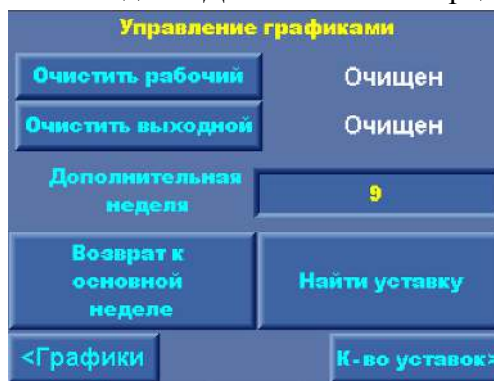 Управление графиками
Очистить рабочий Очищен
Очистить выходной Очищен
Дополнительная
неделя
9
Возврат к
основной
неделе
Найти уставку
<Графики К-во уставок>